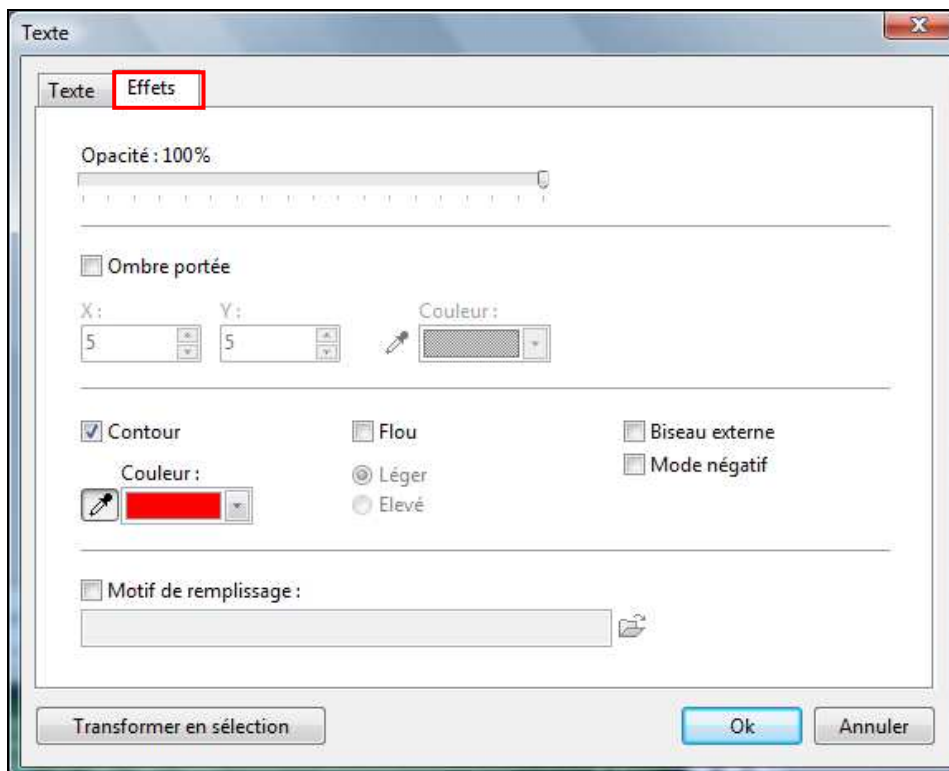 Texte
Texte Effets
Opacité : 100%
Ombre portée
X : Y : Couleur :
5 5
Contour Flou Biseau externe
Mode négatif
Couleur : Léger
Elevé
Motif de remplissage :
Transformer en sélection Ok Annuler